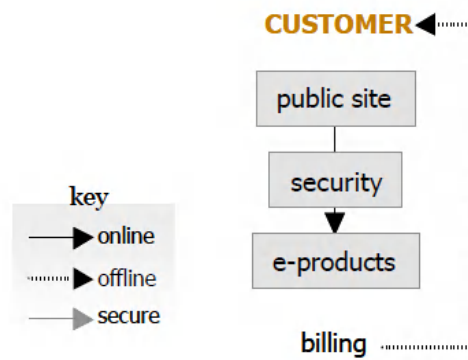 CUSTOMER
public site
security
e-products
key
online
offline
secure
billing